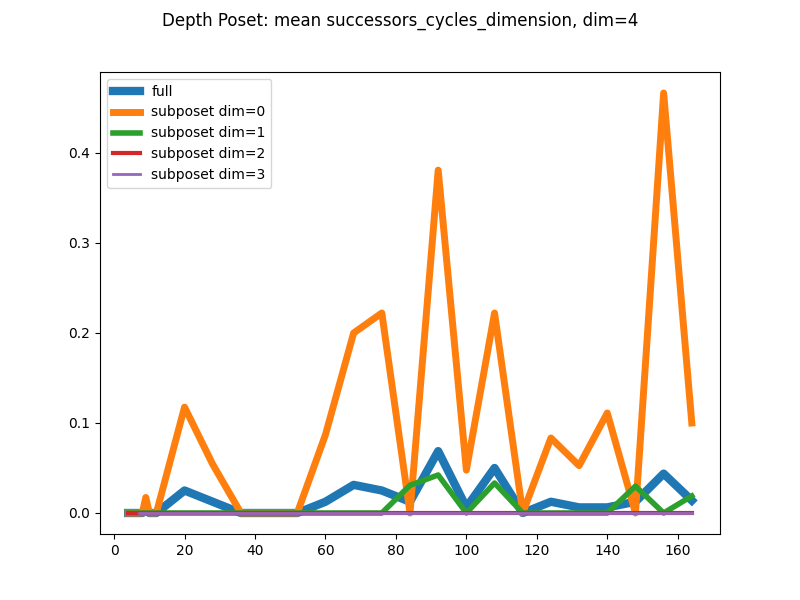 Depth Poset: mean successors_cycles_dimension, dim=4
full
subposet dim=0
subposet dim=1
subposet dim=2
subposet dim=3
0.4
0.3
0.2
0.1
0.0
0 20 40 60 80 100 120 140 160